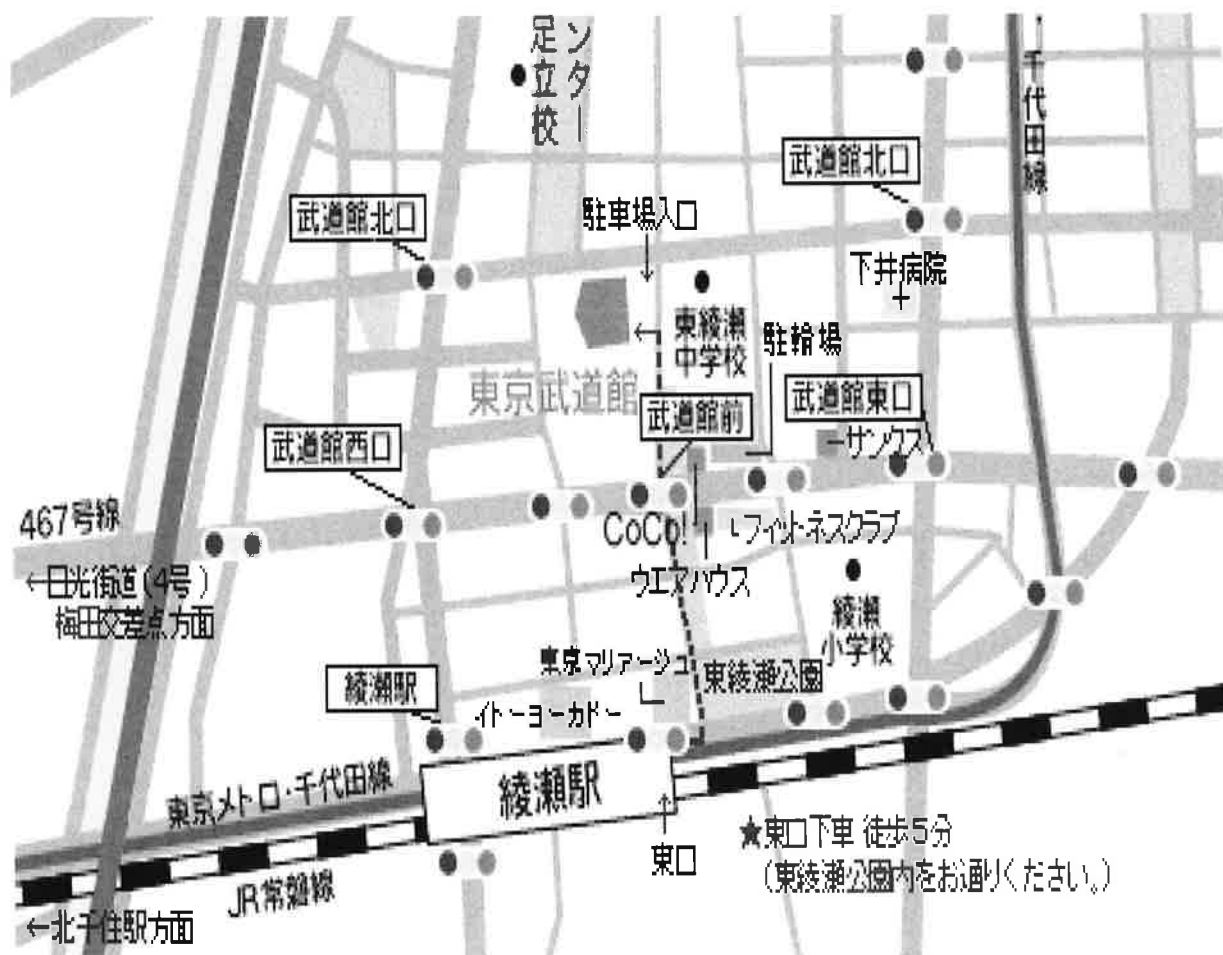 ンター
足立校
千代田線
武道館北口
武道館北口
駐車場入口
下井病院
東綾瀬
中学校
駐輪場
東京武道館
武道館前
武道館東口
サンクス
武道館西口
467号線
CoCo!
フィットネスクラブ
ウエアハウス
←日光街道(4号)
梅田交差点方面
綾瀬
小学校
東京マリアージュ
東綾瀬公園
綾瀬駅
イトーヨーカドー
綾瀬駅
東京メトロ・千代田線
東口
★東口下車 徒歩5分
(東綾瀬公園内をお通りください。)
JR常磐線
←北千住駅方面